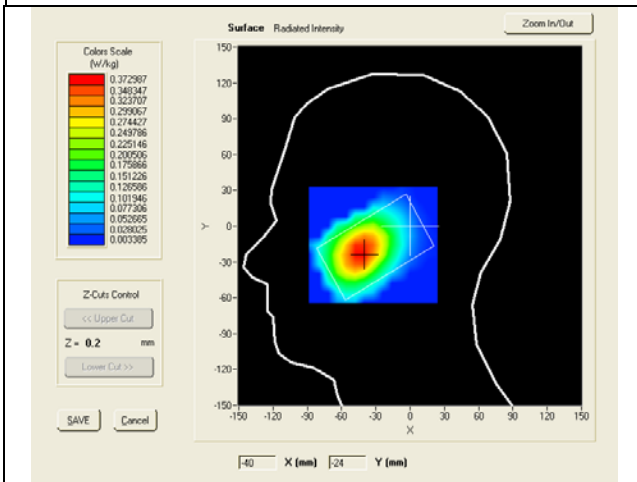 Surface Radiated Intensity
Zoom In/Out
Colors Scale
(W/kg)
0.372987
0.348347
0.323707
0.299067
0.274427
0.249786
0.225146
0.200506
0.175866
0.151226
0.126586
0.101946
0.077306
0.052665
0.028025
0.003385
Z-Cuts Control
<< Upper Cut
Z = 0.2 mm
Lower Cut >>
SAVE Cancel
150
120
90
60
30
0
-30
-60
-90
-120
-150
Y
-150 -120 -90 -60 -30 0 30 60 90 120 150
X
-40 X (mm) -24 Y (mm)